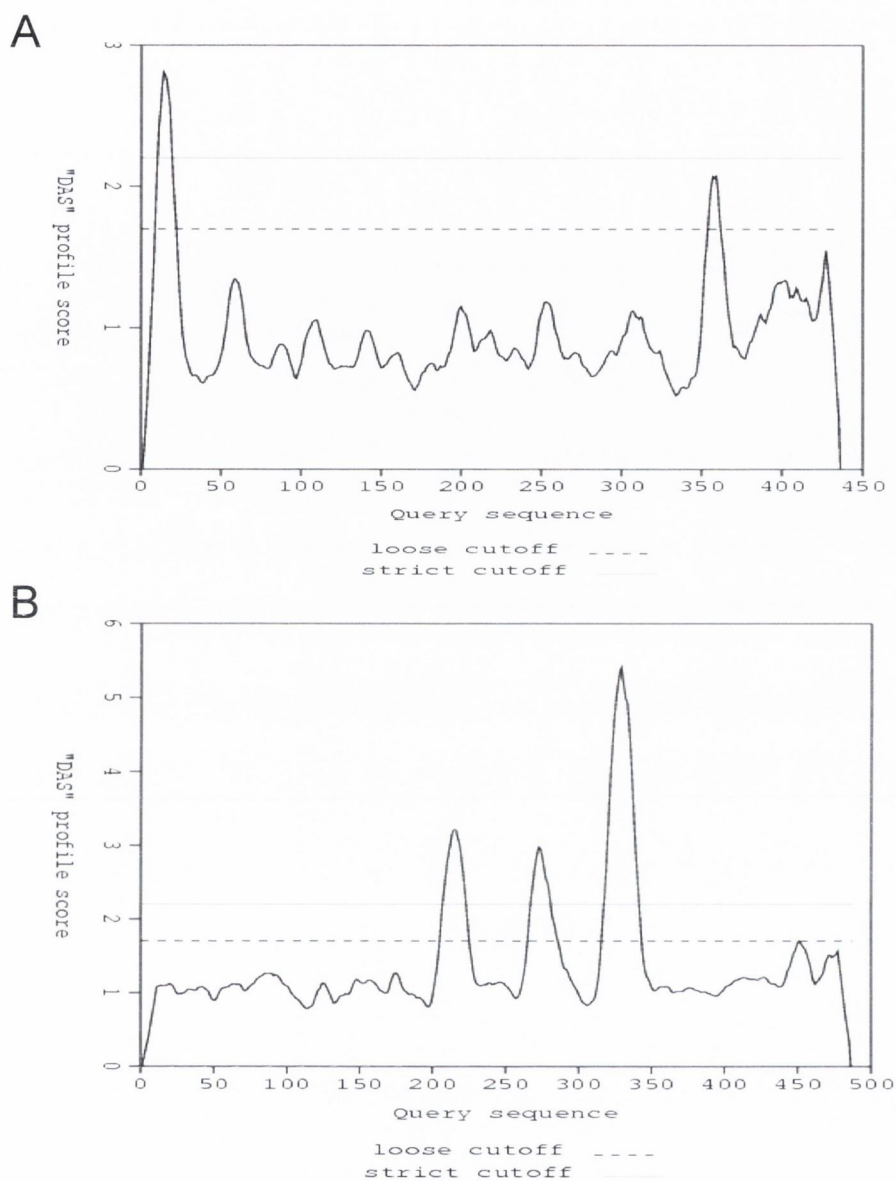 A
3
2
1
0
"DAS" profile score
0 50 100 150 200 250 300 350 400 450
Query sequence
loose cutoff
strict cutoff
B
6
5
4
3
2
1
0
"DAS" profile score
0 50 100 150 200 250 300 350 400 450 500
Query sequence
loose cutoff
strict cutoff